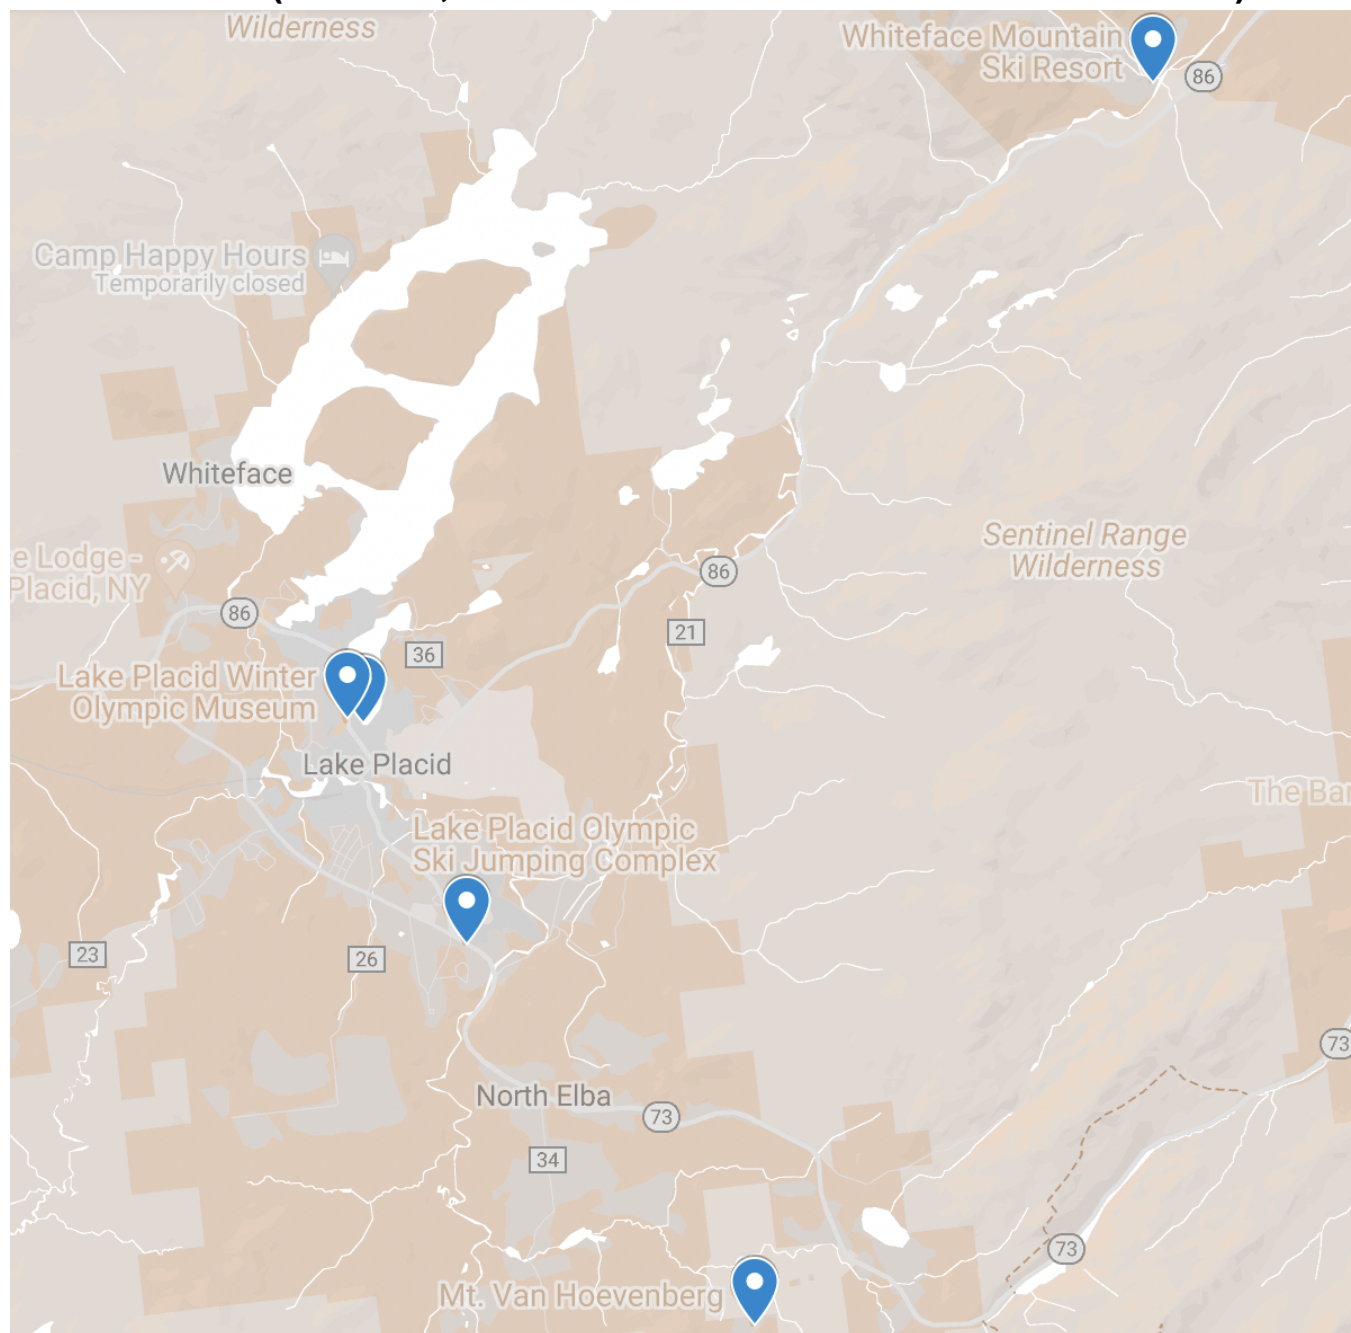 Wilderness
Whiteface Mountain
Ski Resort
86
Camp Happy Hours
Temporarily closed
Whiteface
Sentinel Range
Wilderness
e Lodge -
Placid, NY
86
86
21
36
Lake Placid Winter
Olympic Museum
Lake Placid
The Bar
Lake Placid Olympic
Ski Jumping Complex
23
26
73
North Elba
73
34
73
Mt. Van Hoevenberg